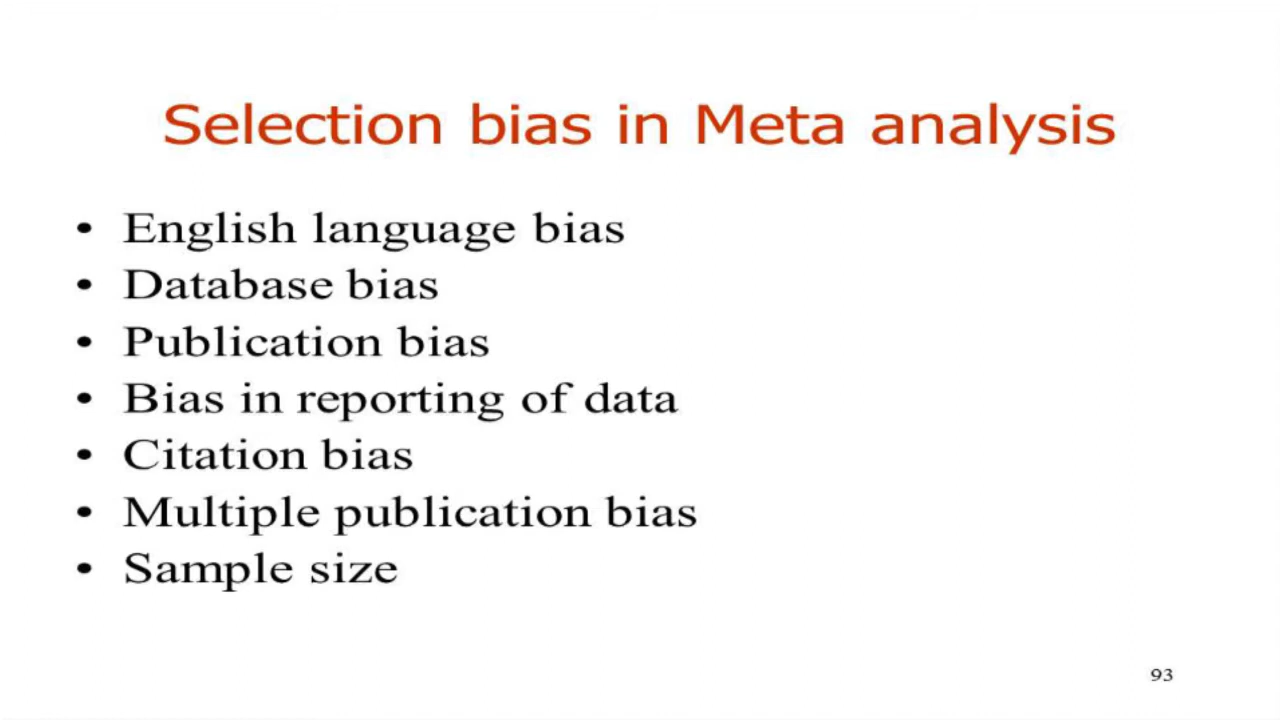 Selection bias in Meta analysis
• English language bias
• Database bias
• Publication bias
• Bias in reporting of data
• Citation bias
• Multiple publication bias
• Sample size
93